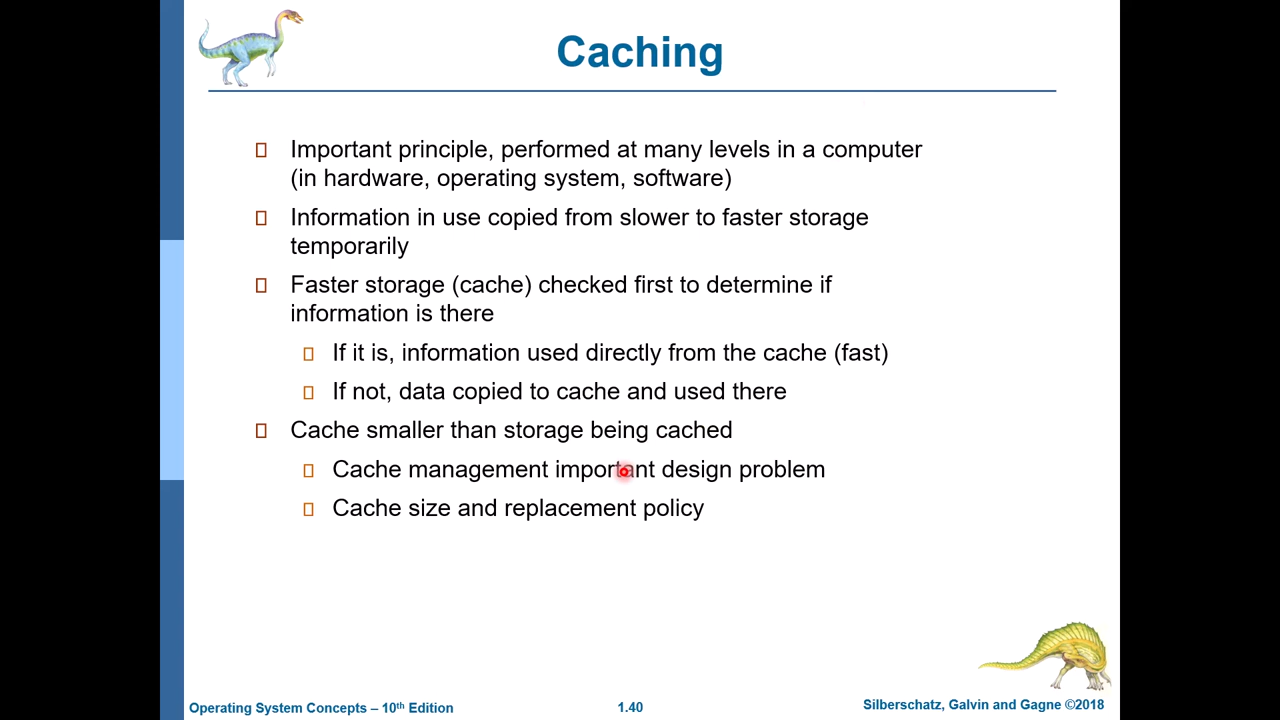 Caching
Important principle, performed at many levels in a computer
(in hardware, operating system, software)
Information in use copied from slower to faster storage
temporarily
Faster storage (cache) checked first to determine if
information is there
If it is, information used directly from the cache (fast)
If not, data copied to cache and used there
Cache smaller than storage being cached
Cache management important design problem
Cache size and replacement policy
Operating System Concepts – 10th Edition
1.40
Silberschatz, Galvin and Gagne ©2018